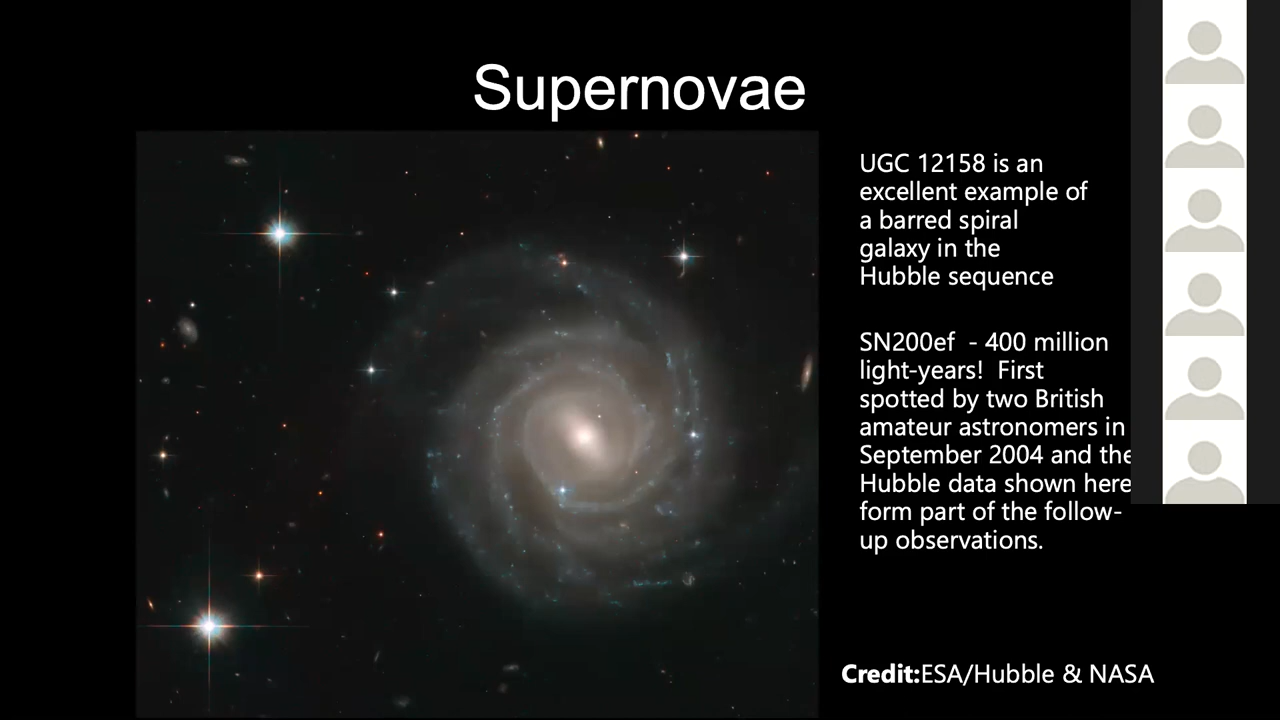 Supernovae
UGC 12158 is an
excellent example of
a barred spiral
galaxy in the
Hubble sequence
SN200ef - 400 million
light-years! First
spotted by two British
amateur astronomers in
September 2004 and the
Hubble data shown here
form part of the follow-
up observations.
Credit:ESA/Hubble & NASA